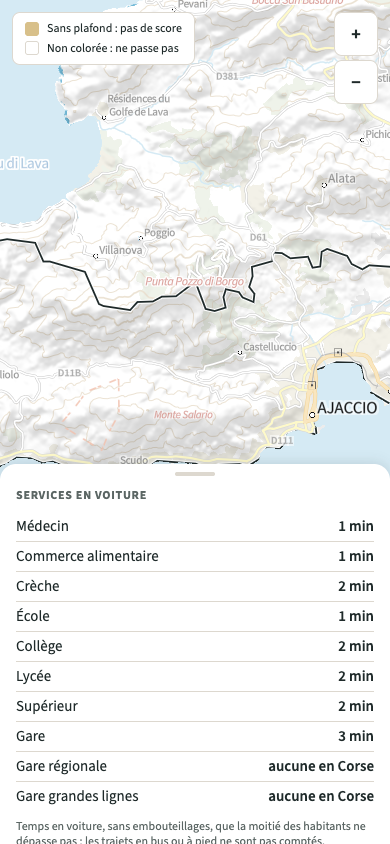 Pevani
Sans plafond : pas de score
Non colorée : ne passe pas
+
−
D381
Résidences du
Golfe de Lava
u di Lava
Alata
Poggio
D61
Villanova
Punta Pozzo di Borgo
Castelluccio
D11B
AJACCIO
Monte Salario
D111
Scudo
SERVICES EN VOITURE
Médecin 1 min
Commerce alimentaire 1 min
Crèche 2 min
École 1 min
Collège 2 min
Lycée 2 min
Supérieur 2 min
Gare 3 min
Gare régionale aucune en Corse
Gare grandes lignes aucune en Corse
Temps en voiture, sans embouteillages, que la moitié des habitants ne
dépasse pas : les trajets en bus ou à pied ne sont pas comptés.